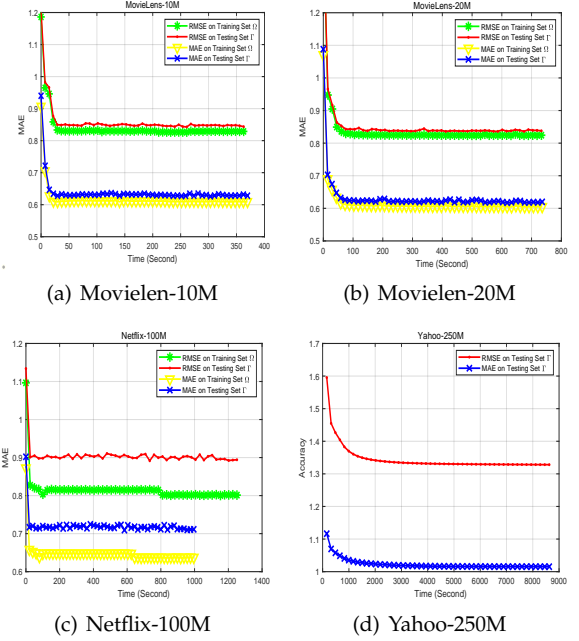 MovieLens-10M
1.2
1.1
1
0.9
0.8
0.7
0.6
0.5
MAE
RMSE on Training Set Ω
RMSE on Testing Set Γ
MAE on Training Set Ω
MAE on Testing Set Γ
0 50 100 150 200 250 300 350 400
Time (Second)
(a) Movielen-10M
MovieLens-20M
1.2
1.1
1
0.9
0.8
0.7
0.6
0.5
MAE
RMSE on Training Set Ω
RMSE on Testing Set Γ
MAE on Training Set Ω
MAE on Testing Set Γ
0 100 200 300 400 500 600 700 800
Time (Second)
(b) Movielen-20M
Netflix-100M
1.2
1.1
1
0.9
0.8
0.7
0.6
MAE
RMSE on Training Set Ω
RMSE on Testing Set Γ
MAE on Training Set Ω
MAE on Testing Set Γ
0 200 400 600 800 1000 1200 1400
Time (Second)
(c) Netflix-100M
Yahoo-250M
1.7
1.6
1.5
1.4
1.3
1.2
1.1
1
Accuracy
RMSE on Testing Set Γ
MAE on Testing Set Γ
0 1000 2000 3000 4000 5000 6000 7000 8000 9000
Time (Second)
(d) Yahoo-250M